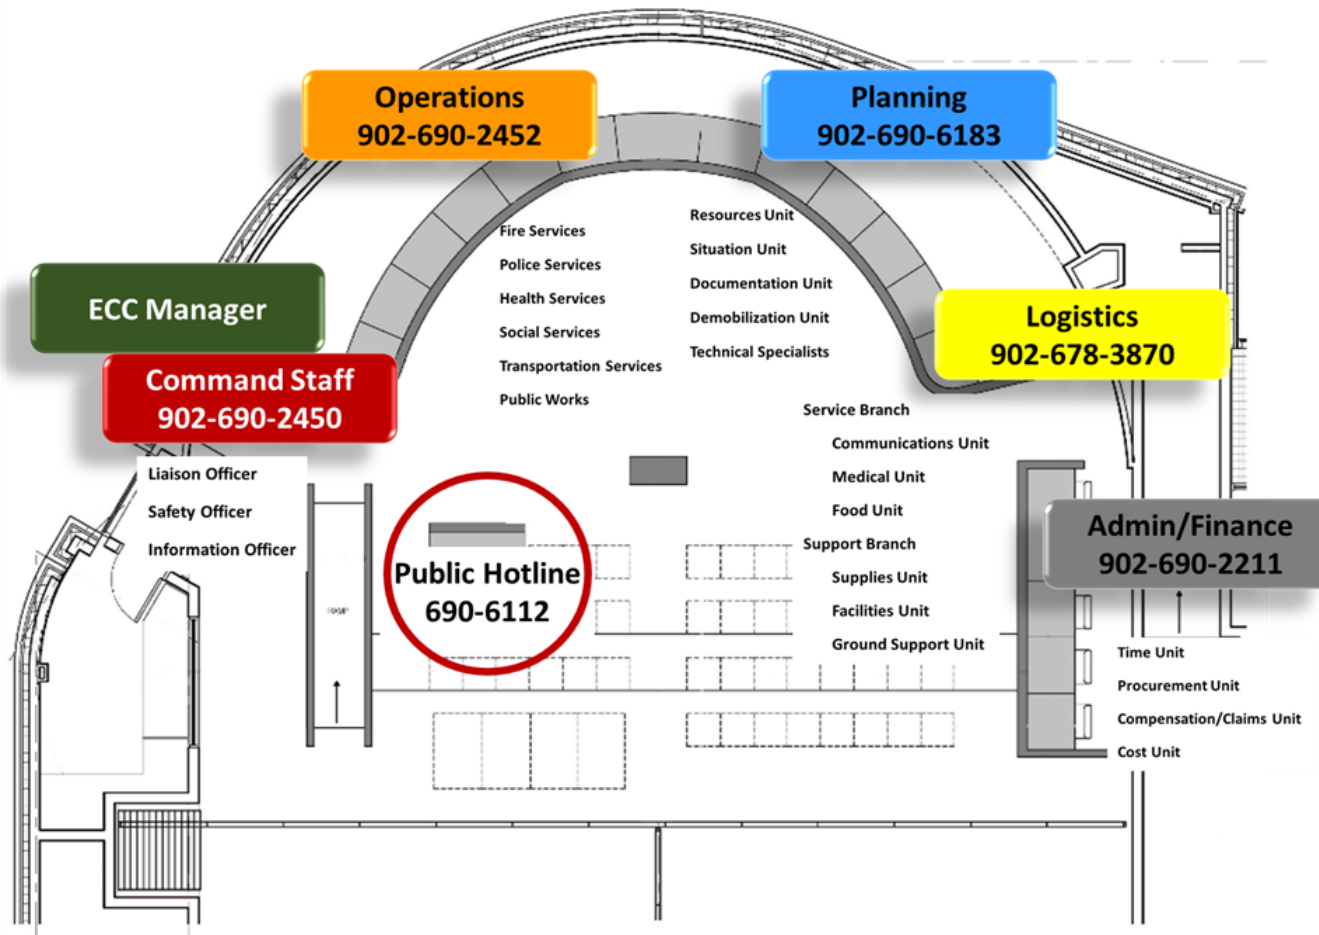 Operations
902-690-2452
Planning
902-690-6183
ECC Manager
Command Staff
902-690-2450
Logistics
902-678-3870
Fire Services
Police Services
Health Services
Social Services
Transportation Services
Public Works
Resources Unit
Situation Unit
Documentation Unit
Demobilization Unit
Technical Specialists
Liaison Officer
Safety Officer
Information Officer
RAMP
Public Hotline
690-6112
Service Branch
Communications Unit
Medical Unit
Food Unit
Support Branch
Supplies Unit
Facilities Unit
Ground Support Unit
Admin/Finance
902-690-2211
Time Unit
Procurement Unit
Compensation/Claims Unit
Cost Unit